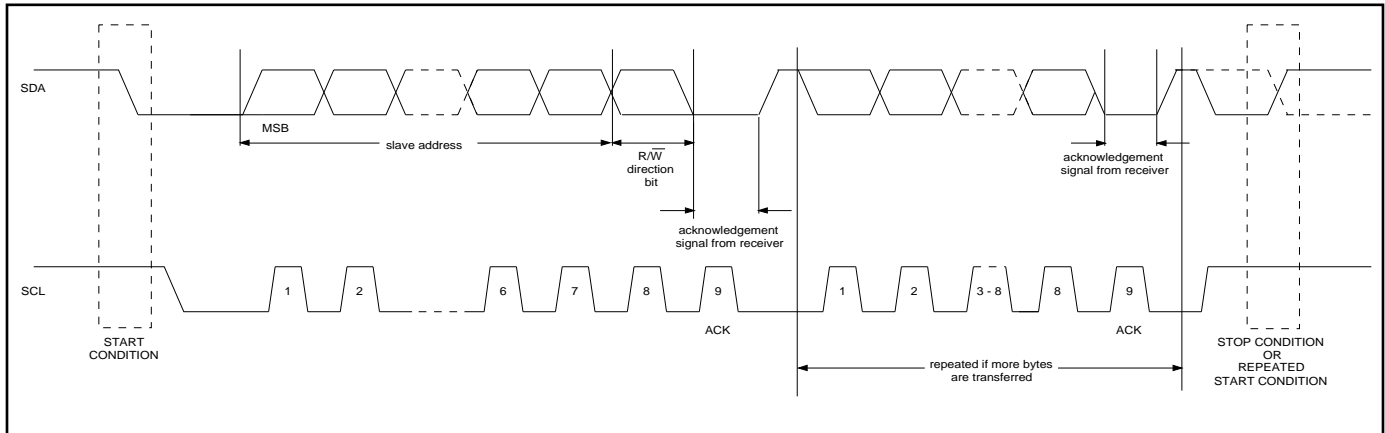 SDA
MSB
slave address
R/W̅
direction
bit
acknowledgement
signal from receiver
acknowledgement
signal from receiver
SCL
1
2
6
7
8
9
1
2
3 - 8
8
9
ACK
ACK
START
CONDITION
repeated if more bytes
are transferred
STOP CONDITION
OR
REPEATED
START CONDITION